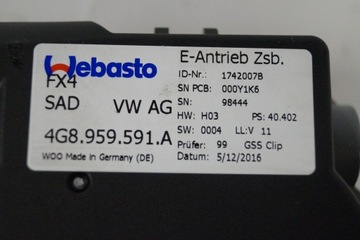 Webasto
FX4
SAD VW AG
4G8.959.591.A
WOO Made in Germany (DE)
E-Antrieb Zsb.
ID-Nr.: 1742007B
SN PCB: 000Y1K6
SN: 98444
HW: H03 PS: 40.402
SW: 0004 LL:V 11
Prüfer: 99 GSS Clip
Datum: 5/12/2016